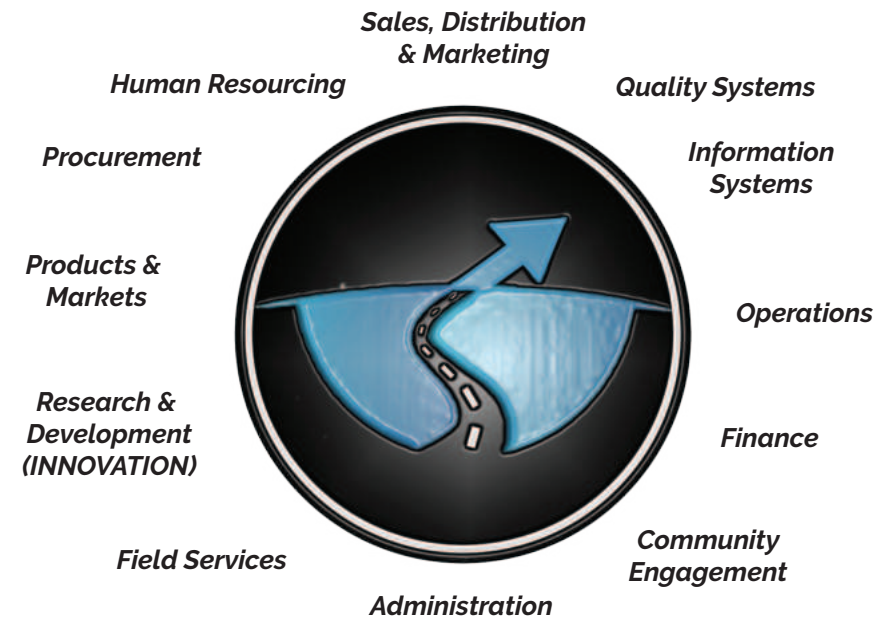 Sales, Distribution
& Marketing
Human Resourcing
Quality Systems
Procurement
Information
Systems
Products &
Markets
Operations
Research &
Development
(INNOVATION)
Finance
Field Services
Community
Engagement
Administration